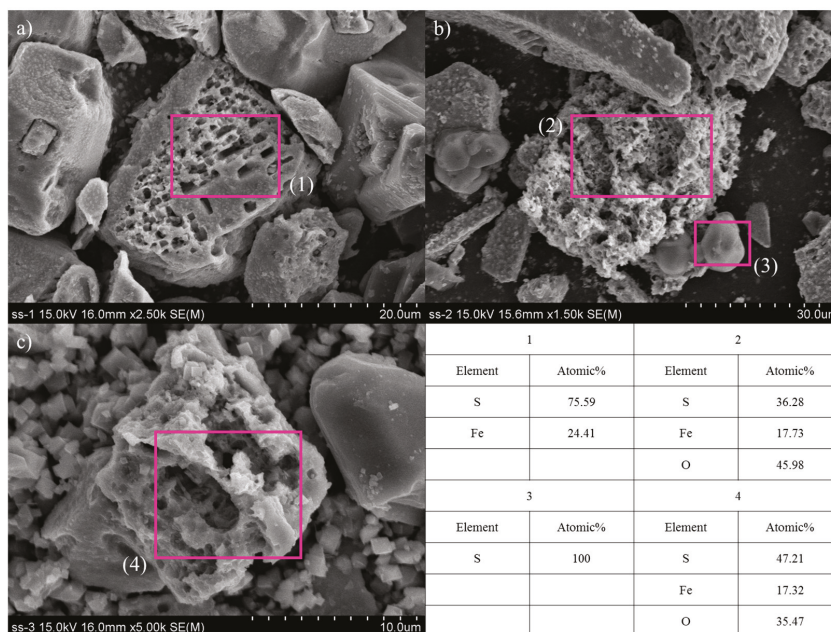 a)
(1)
ss-1 15.0kV 16.0mm x2.50k SE(M)
20.0um
b)
(2)
(3)
ss-2 15.0kV 15.6mm x1.50k SE(M)
30.0u
c)
(4)
ss-3 15.0kV 16.0mm x5.00k SE(M)
10.0um
1 2
Element Atomic% Element Atomic%
S 75.59 S 36.28
Fe 24.41 Fe 17.73
O 45.98
3 4
Element Atomic% Element Atomic%
S 100 S 47.21
Fe 17.32
O 35.47